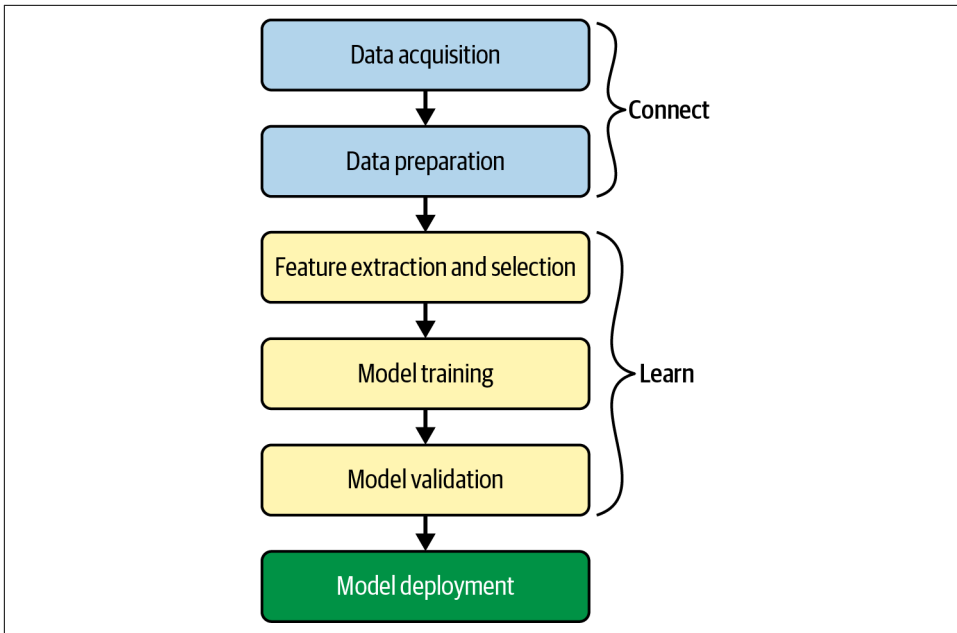 Data acquisition
Connect
Data preparation
Feature extraction and selection
Model training
Learn
Model validation
Model deployment